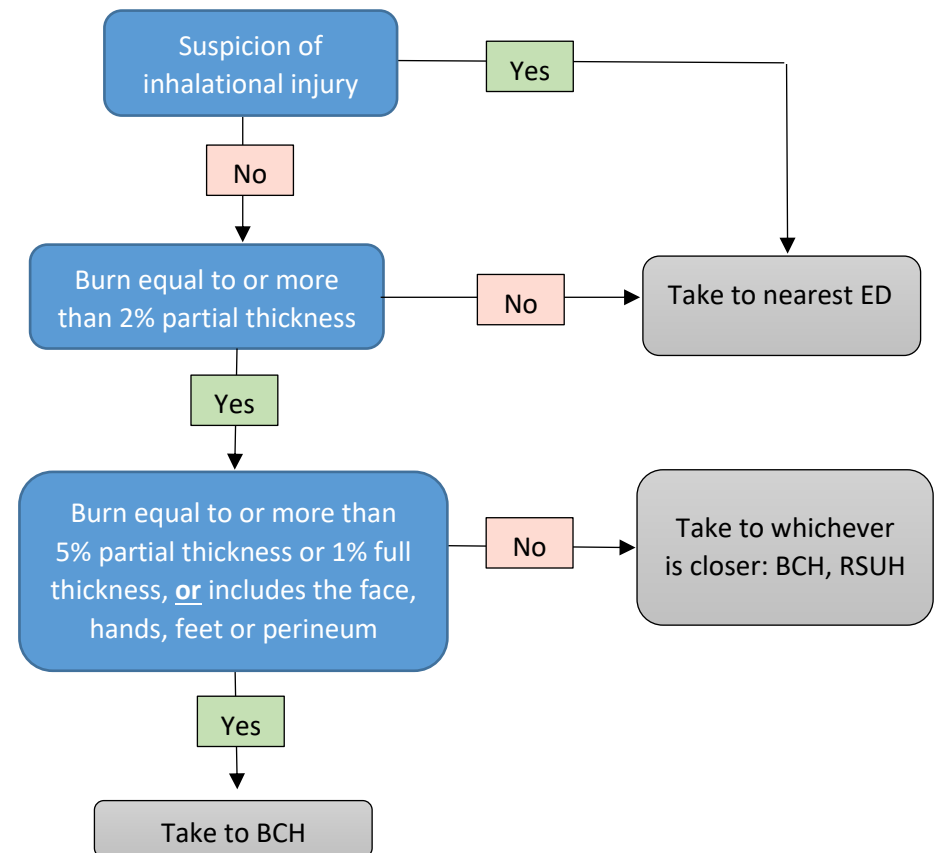 Suspicion of
inhalational injury
Yes
No
Burn equal to or more
than 2% partial thickness
No
Take to nearest ED
Yes
Burn equal to or more than
5% partial thickness or 1% full
thickness, or includes the face,
hands, feet or perineum
No
Take to whichever
is closer: BCH, RSUH
Yes
Take to BCH